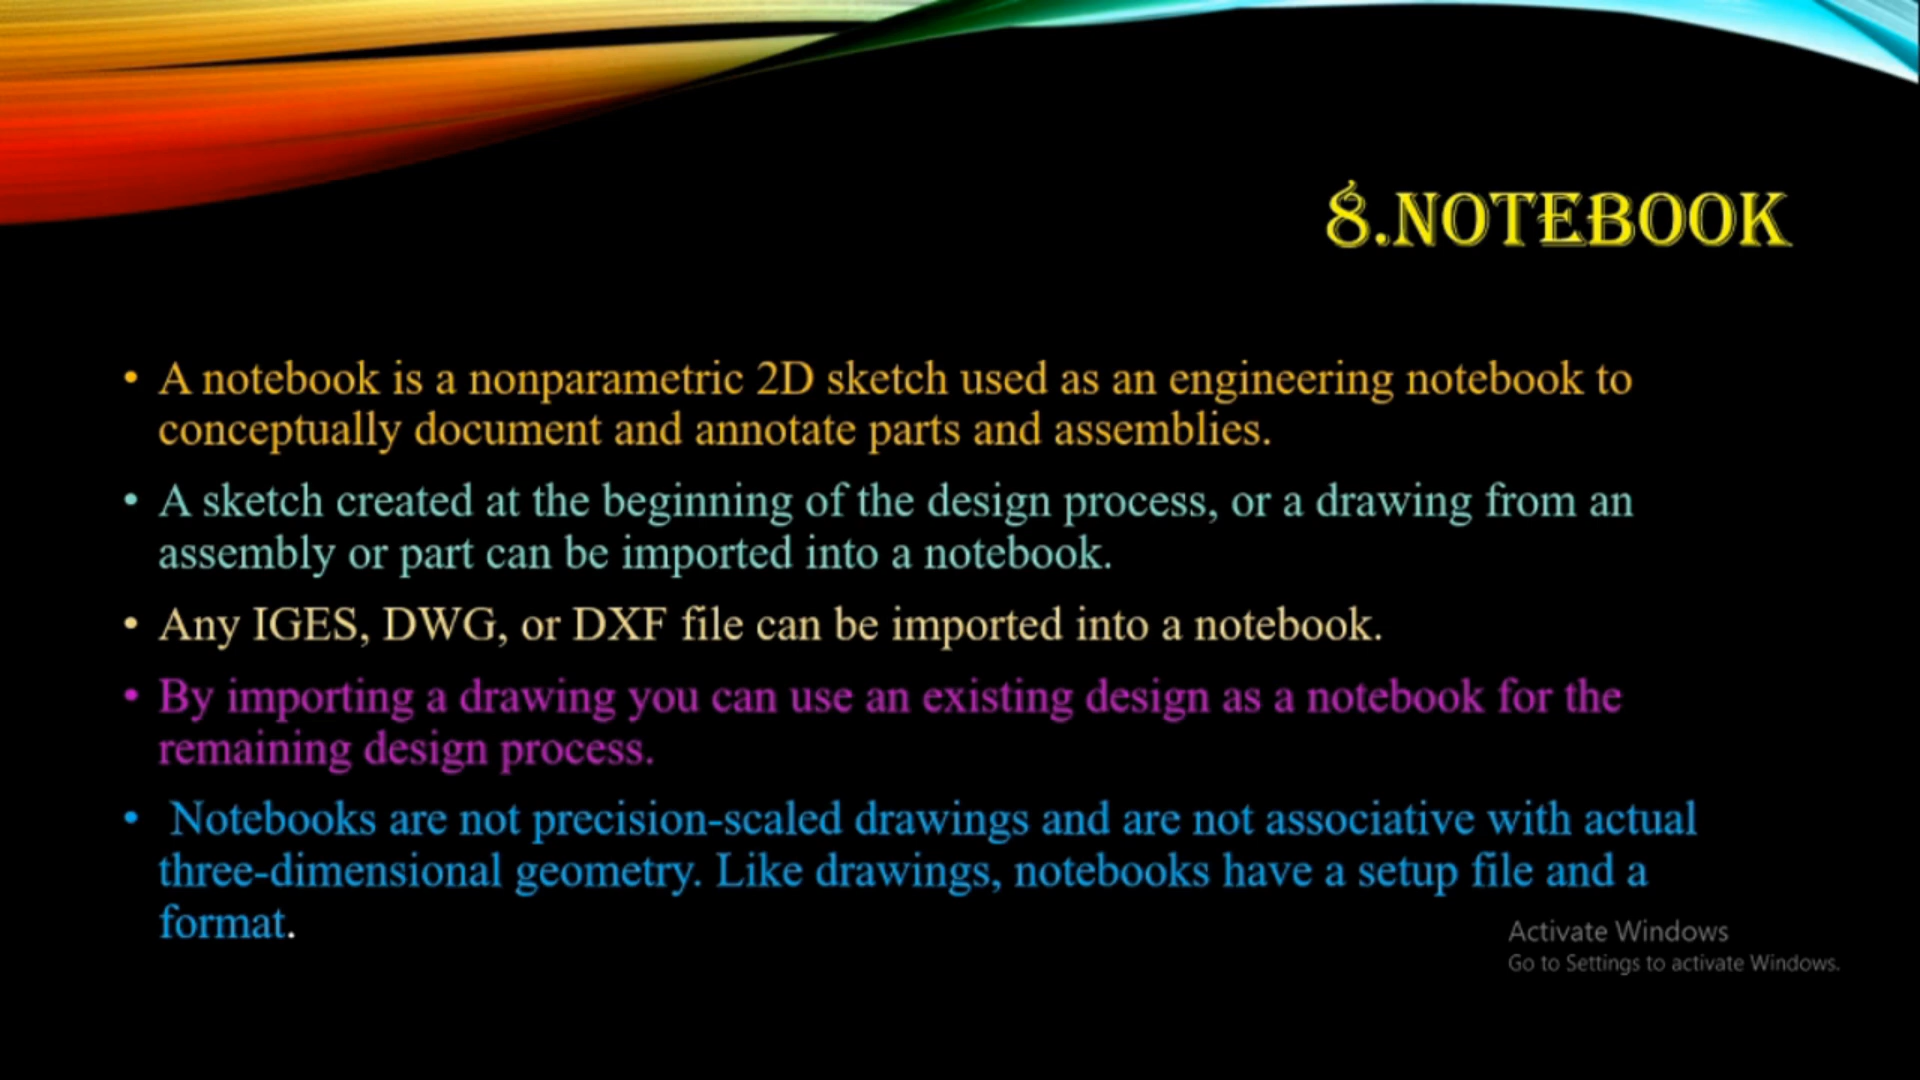 8.NOTEBOOK
• A notebook is a nonparametric 2D sketch used as an engineering notebook to
conceptually document and annotate parts and assemblies.
• A sketch created at the beginning of the design process, or a drawing from an
assembly or part can be imported into a notebook.
• Any IGES, DWG, or DXF file can be imported into a notebook.
• By importing a drawing you can use an existing design as a notebook for the
remaining design process.
• Notebooks are not precision-scaled drawings and are not associative with actual
three-dimensional geometry. Like drawings, notebooks have a setup file and a
format.
Activate Windows
Go to Settings to activate Windows.